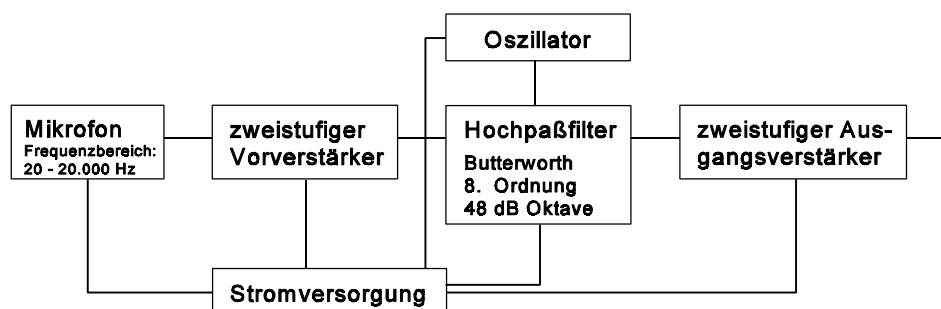 Oszillator
Mikrofon
Frequenzbereich:
20 - 20.000 Hz
zweistufiger
Vorverstärker
Hochpaßfilter
Butterworth
8. Ordnung
48 dB Oktave
zweistufiger Aus-
gangsverstärker
Stromversorgung